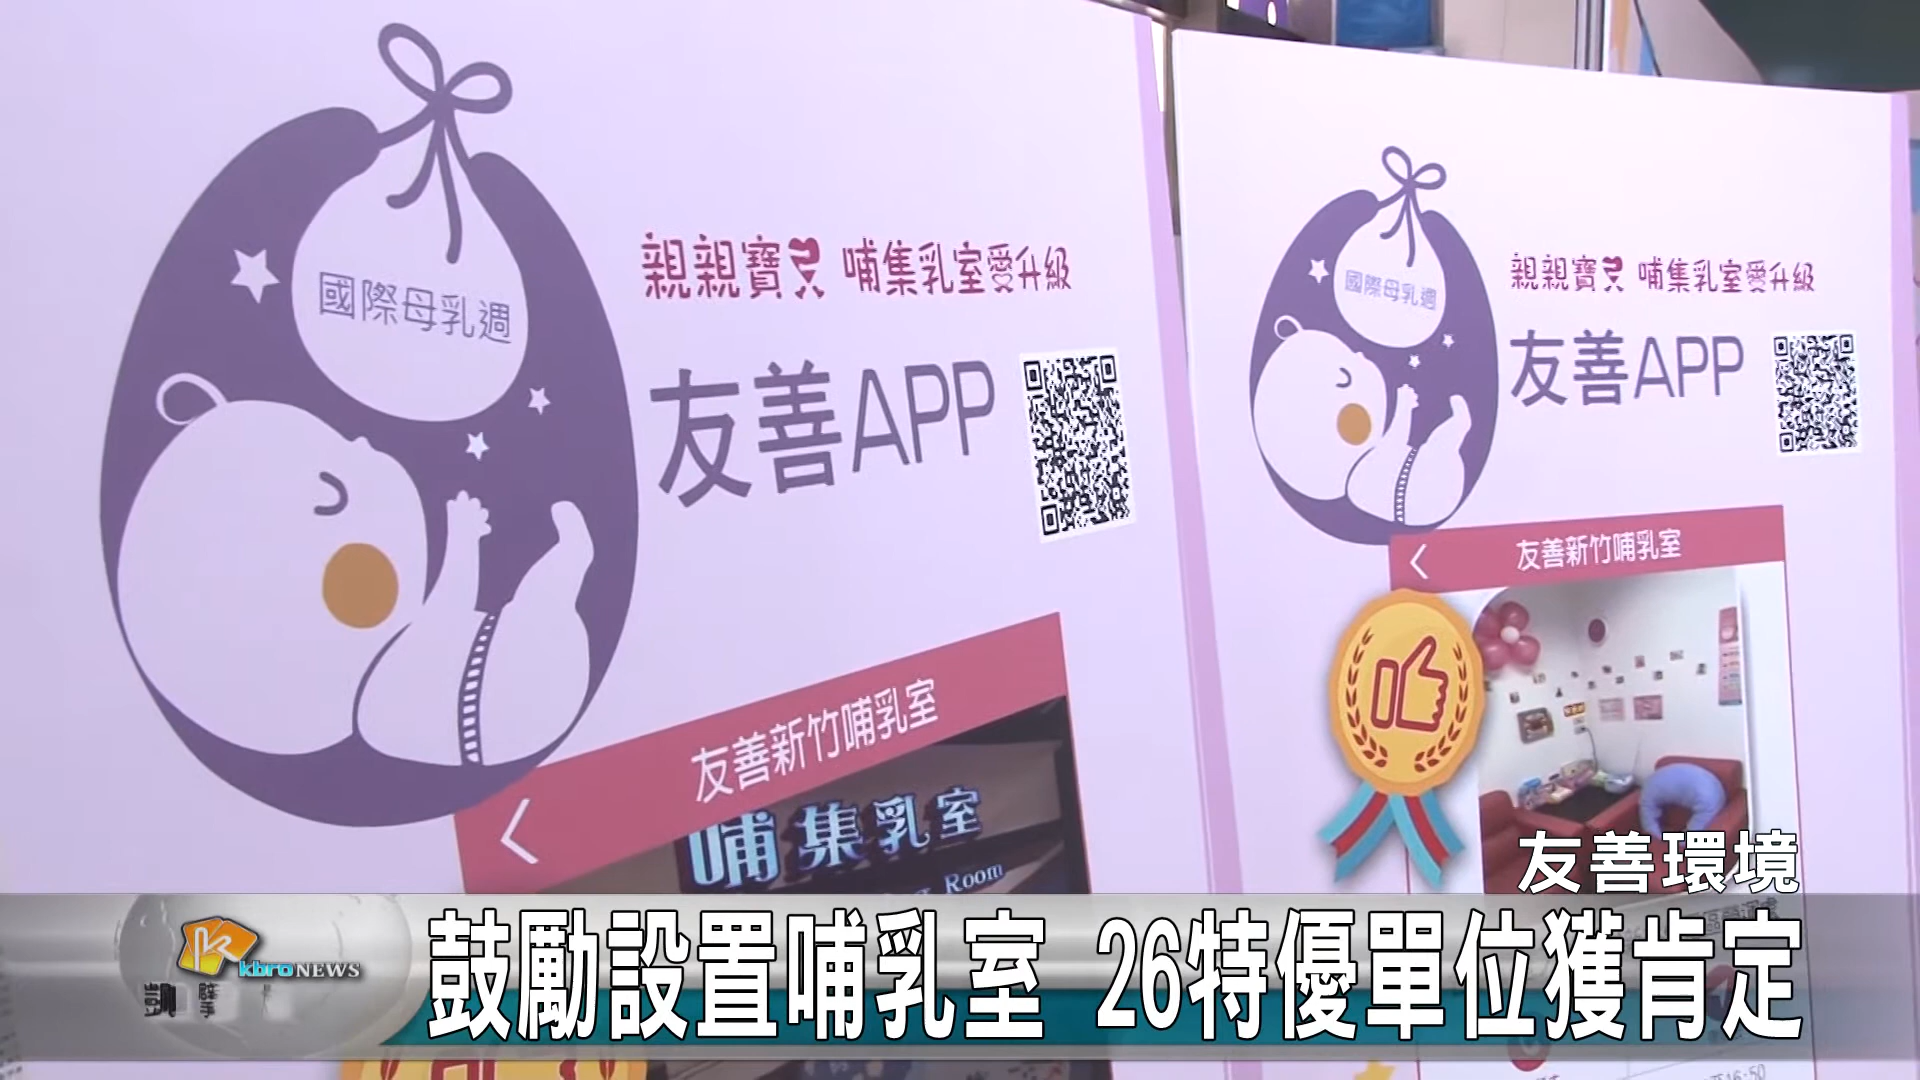 國際母乳週
親親寶貝 哺集乳室愛升級
友善APP
友善新竹哺乳室
哺集乳室
Room
國際母乳週
親親寶貝 哺集乳室愛升級
友善APP
友善新竹哺乳室
友善環境
kbro NEWS
鼓勵設置哺乳室 26特優單位獲肯定